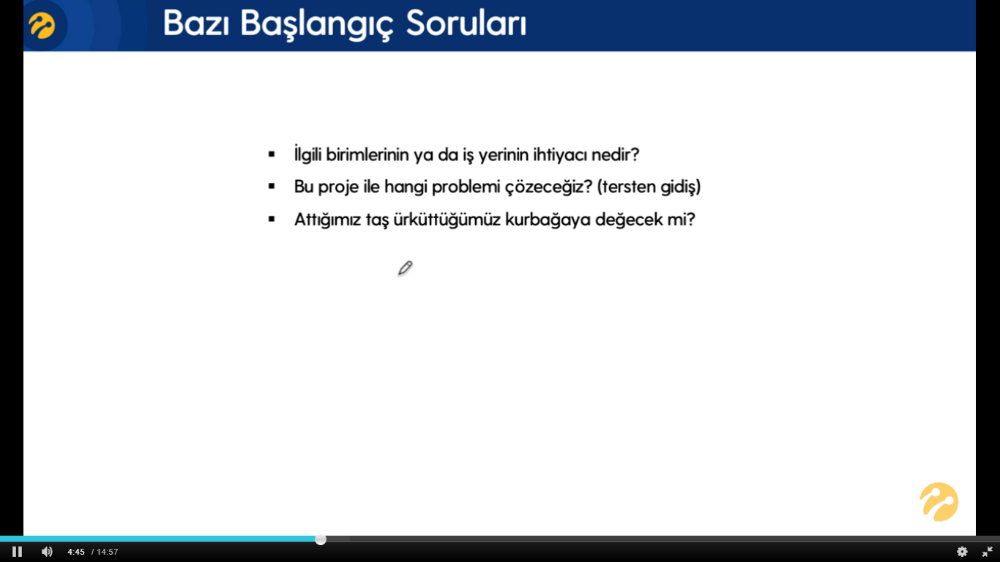 Bazı Başlangıç Soruları
▪ İlgili birimlerinin ya da iş yerinin ihtiyacı nedir?
▪ Bu proje ile hangi problemi çözeceğiz? (tersten gidiş)
▪ Attığımız taş ürküttüğümüz kurbağaya değecek mi?
4:45 / 14:57